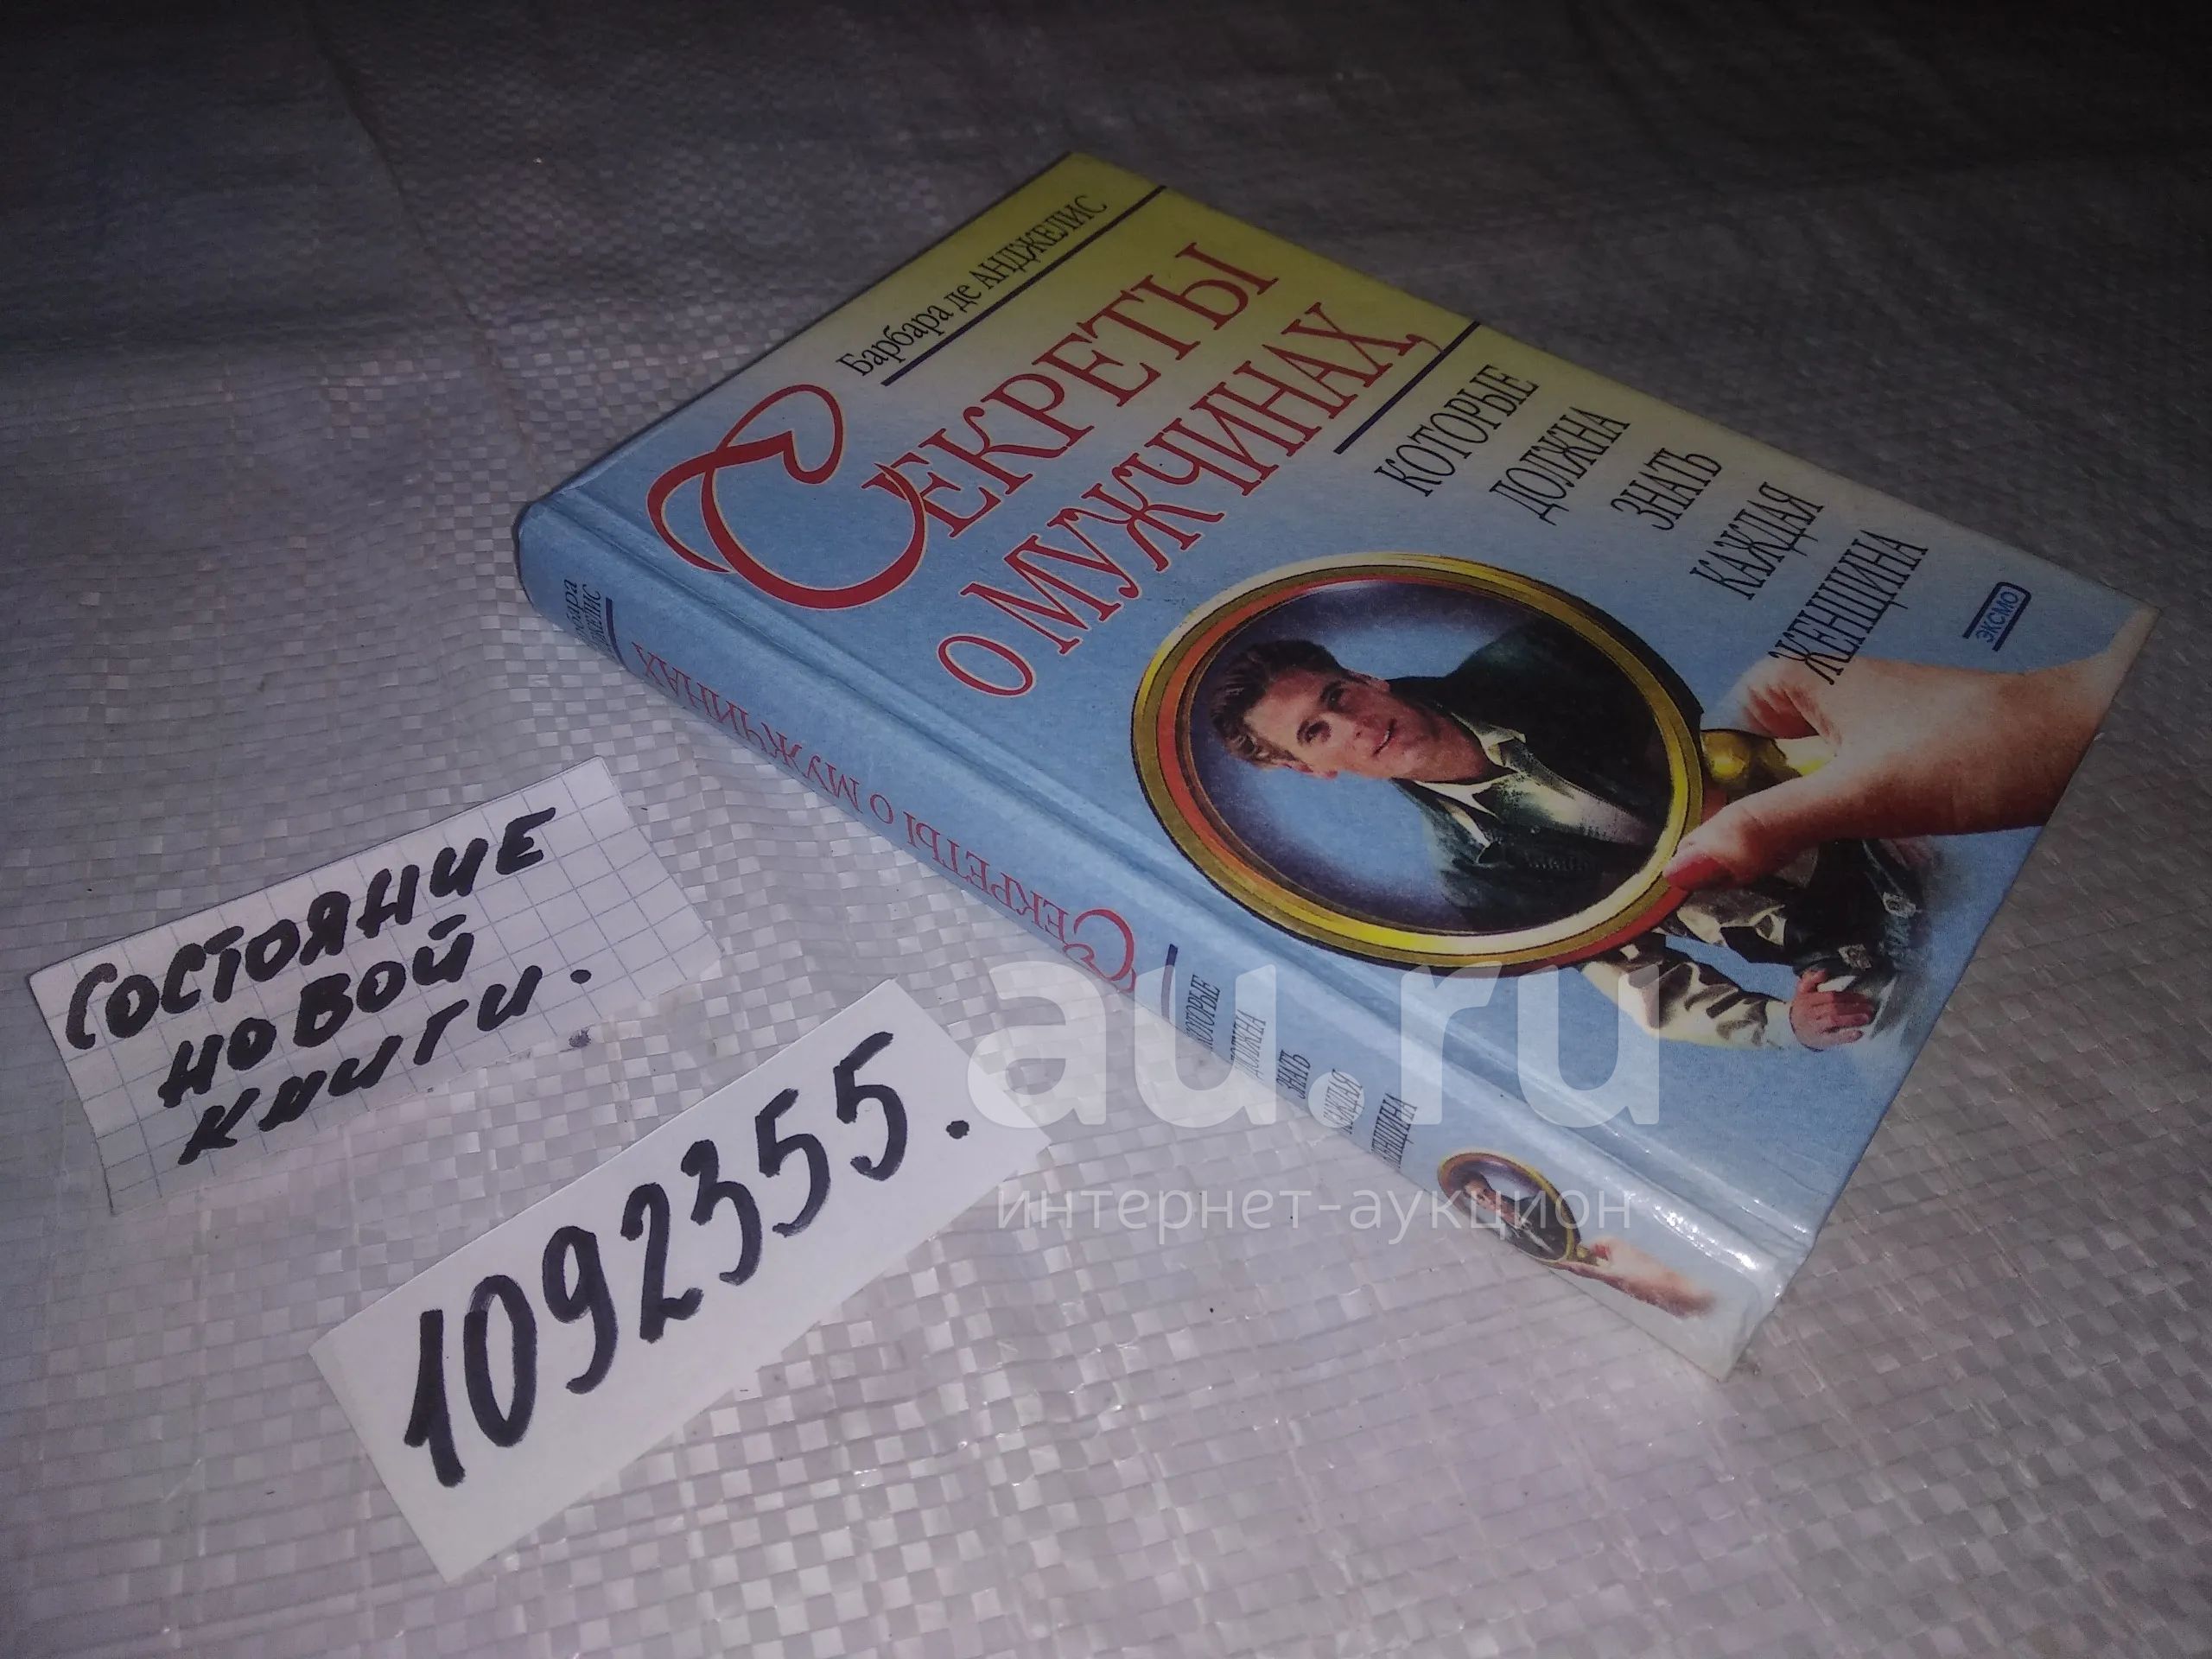 Барбара де АНДЖЕЛИС
СЕКРЕТЫ
О МУЖЧИНАХ,
КОТОРЫЕ
ДОЛЖНА
ЗНАТЬ
КАЖДАЯ
ЖЕНЩИНА
ЭКСМО
СЕКРЕТЫ О МУЖЧИНАХ
КОТОРЫЕ
ДОЛЖНА
ЗНАТЬ
КАЖДАЯ
ЖЕНЩИНА
СОСТОЯНИЕ
НОВОЙ
КНИГИ.
1092355.
au.ru
интернет-аукцион